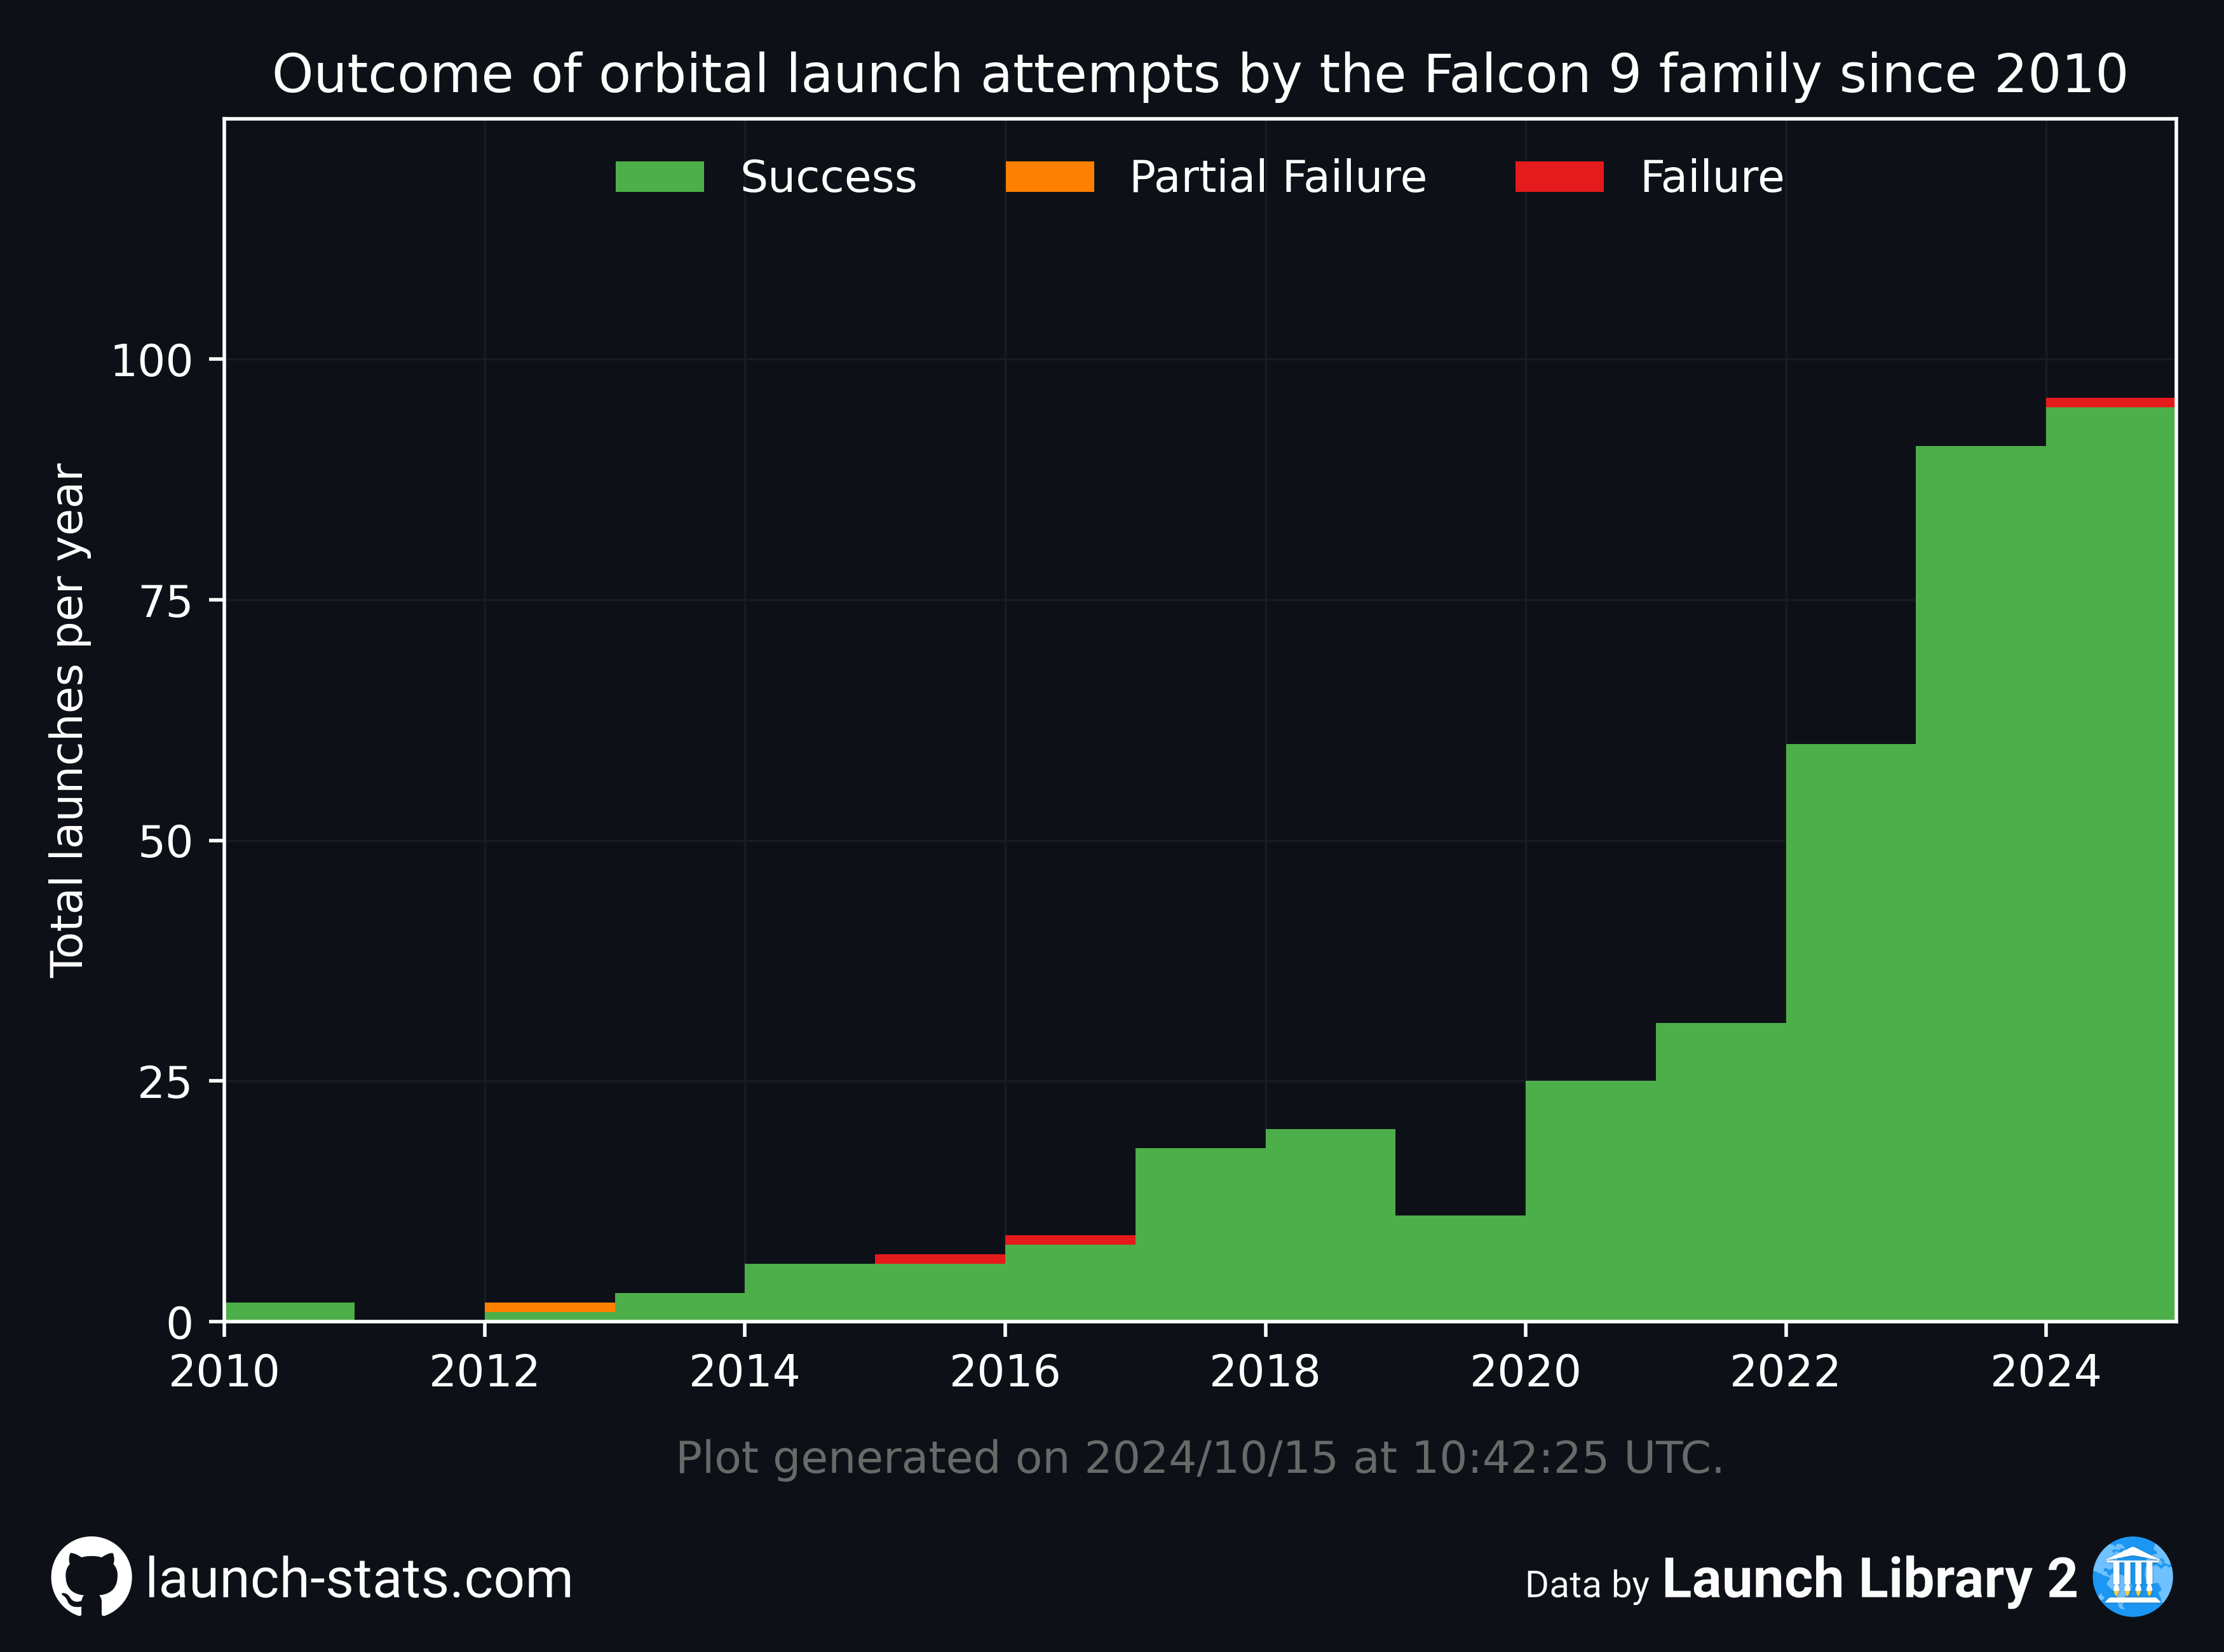 Outcome of orbital launch attempts by the Falcon 9 family since 2010
Success Partial Failure Failure
Total launches per year
100
75
50
25
0
2010 2012 2014 2016 2018 2020 2022 2024
Plot generated on 2024/10/15 at 10:42:25 UTC.
launch-stats.com
Data by Launch Library 2